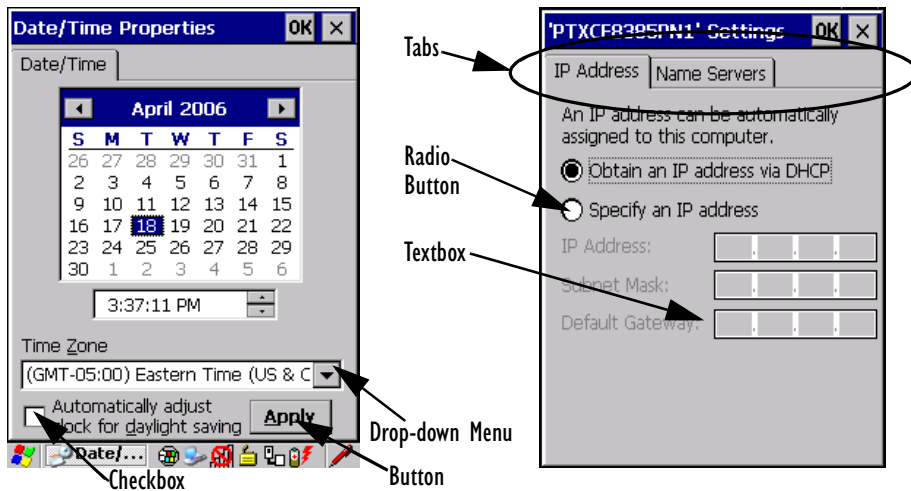 Date/Time Properties OK ×
Date/Time
April 2006
S M T W T F S
26 27 28 29 30 31 1
2 3 4 5 6 7 8
9 10 11 12 13 14 15
16 17 18 19 20 21 22
23 24 25 26 27 28 29
30 1 2 3 4 5 6
3:37:11 PM
Time Zone
(GMT-05:00) Eastern Time (US & C
Automatically adjust
clock for daylight saving
Apply
Date/...
Checkbox
Button
Drop-down Menu
Tabs
Radio
Button
Textbox
'PTXCF8385PN1' Settings OK ×
IP Address
Name Servers
An IP address can be automatically
assigned to this computer.
Obtain an IP address via DHCP
Specify an IP address
IP Address:
Subnet Mask:
Default Gateway: